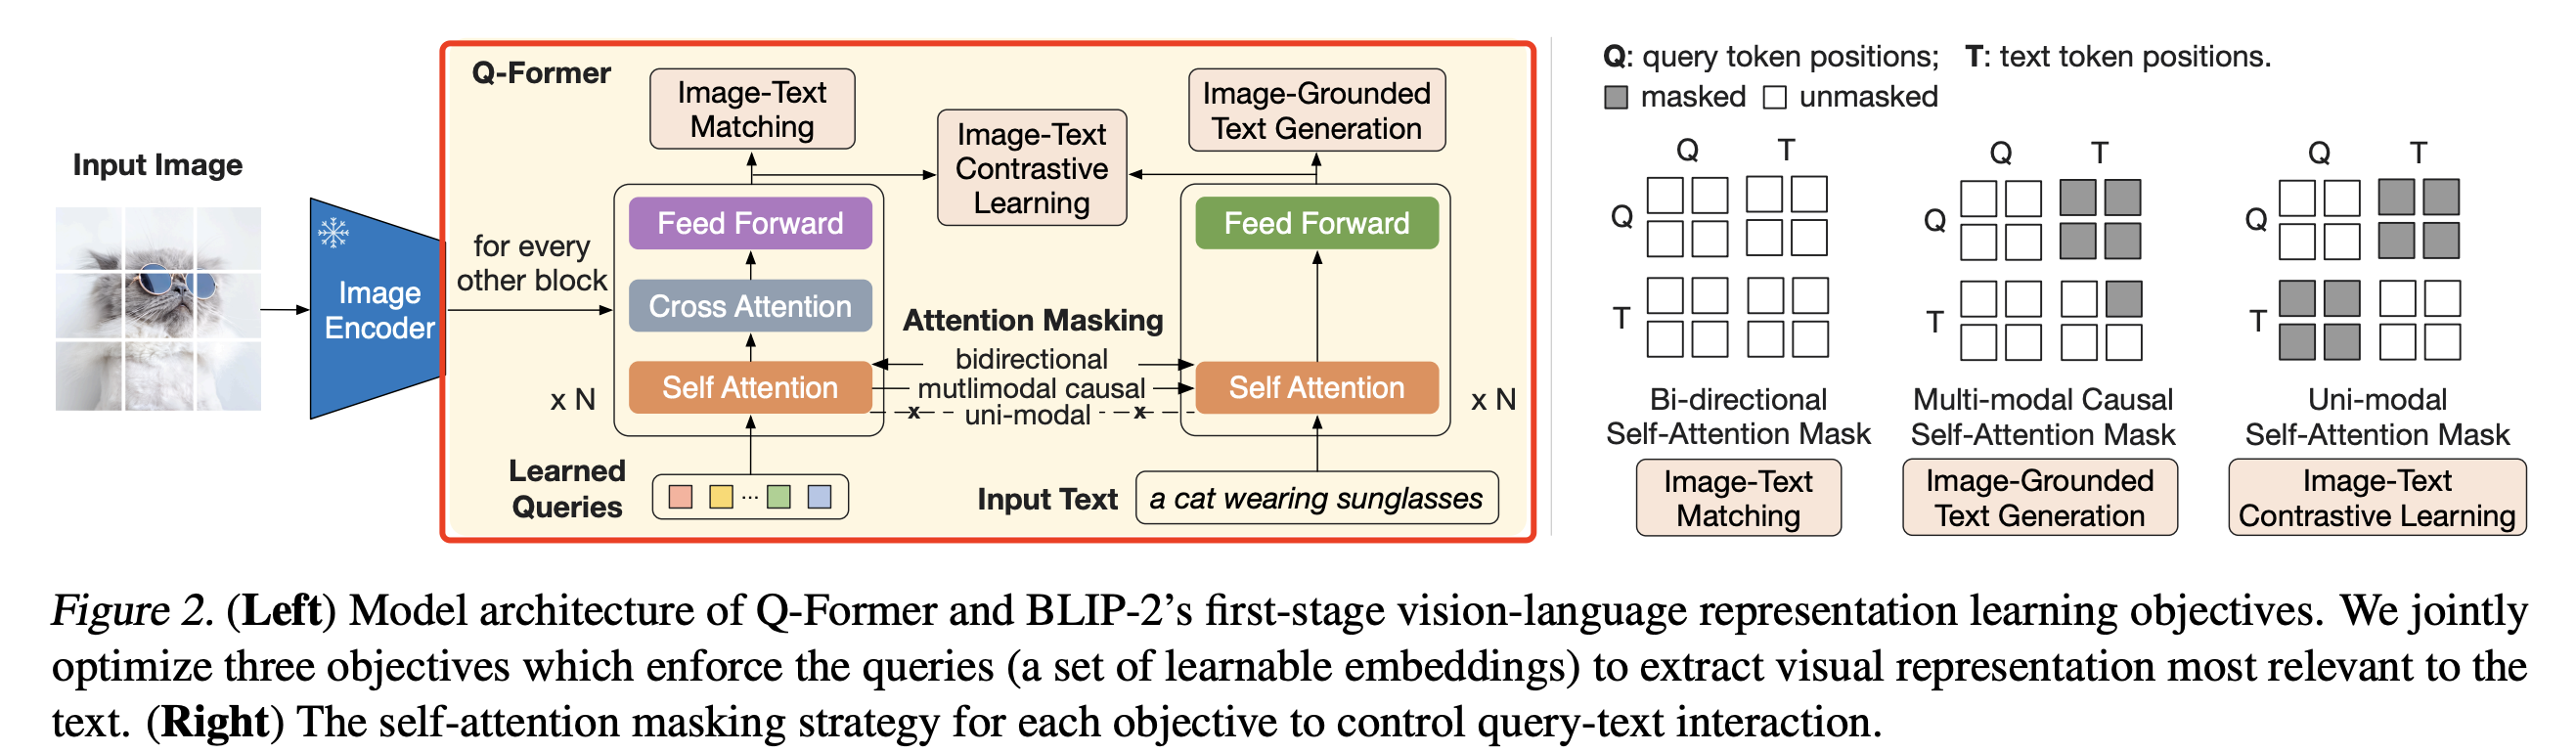 Q-Former
Image-Text
Matching
Image-Text
Contrastive
Learning
Image-Grounded
Text Generation
Input Image
Image
Encoder
for every
other block
Feed Forward
Cross Attention
Self Attention
x N
Attention Masking
bidirectional
mutlimodal causal
x uni-modal x
Feed Forward
Self Attention
x N
Learned
Queries
...
Input Text
a cat wearing sunglasses
Q: query token positions; T: text token positions.
masked unmasked
Q T
Q
T
Bi-directional
Self-Attention Mask
Image-Text
Matching
Q T
Q
T
Multi-modal Causal
Self-Attention Mask
Image-Grounded
Text Generation
Q T
Q
T
Uni-modal
Self-Attention Mask
Image-Text
Contrastive Learning
Figure 2. (Left) Model architecture of Q-Former and BLIP-2’s first-stage vision-language representation learning objectives. We jointly
optimize three objectives which enforce the queries (a set of learnable embeddings) to extract visual representation most relevant to the
text. (Right) The self-attention masking strategy for each objective to control query-text interaction.